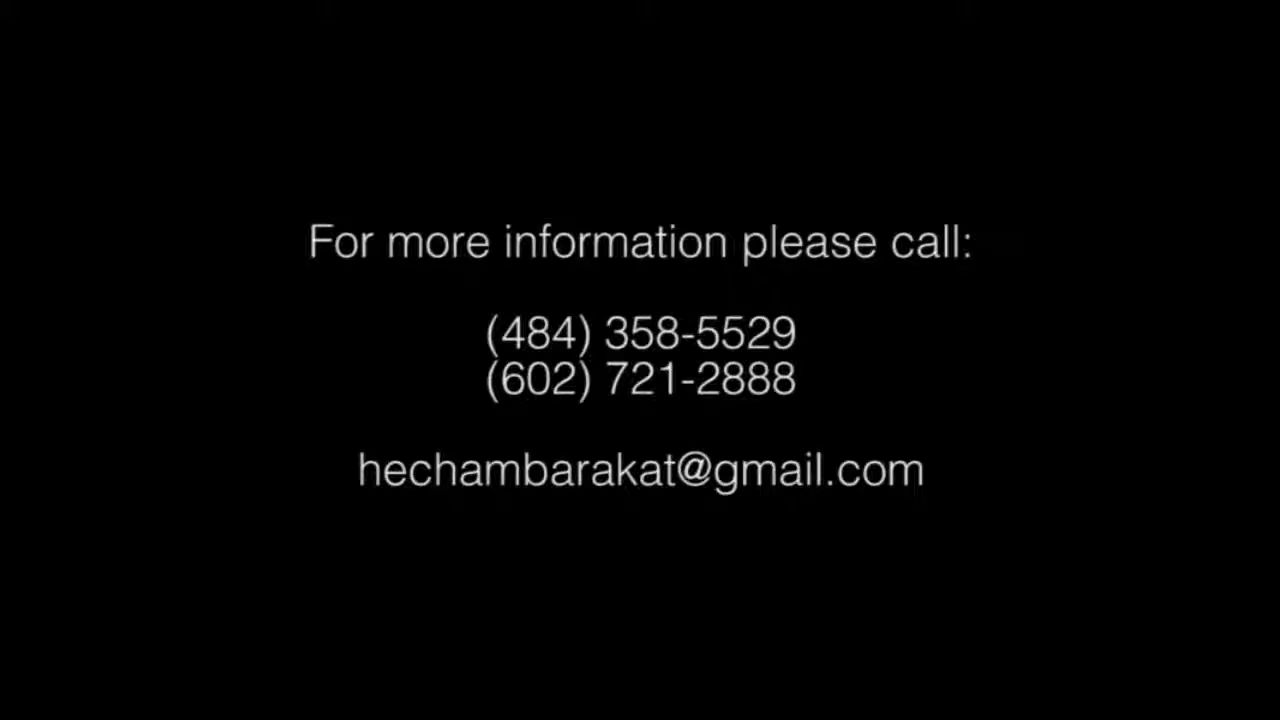 For more information please call:
(484) 358-5529
(602) 721-2888
hechambarakat@gmail.com